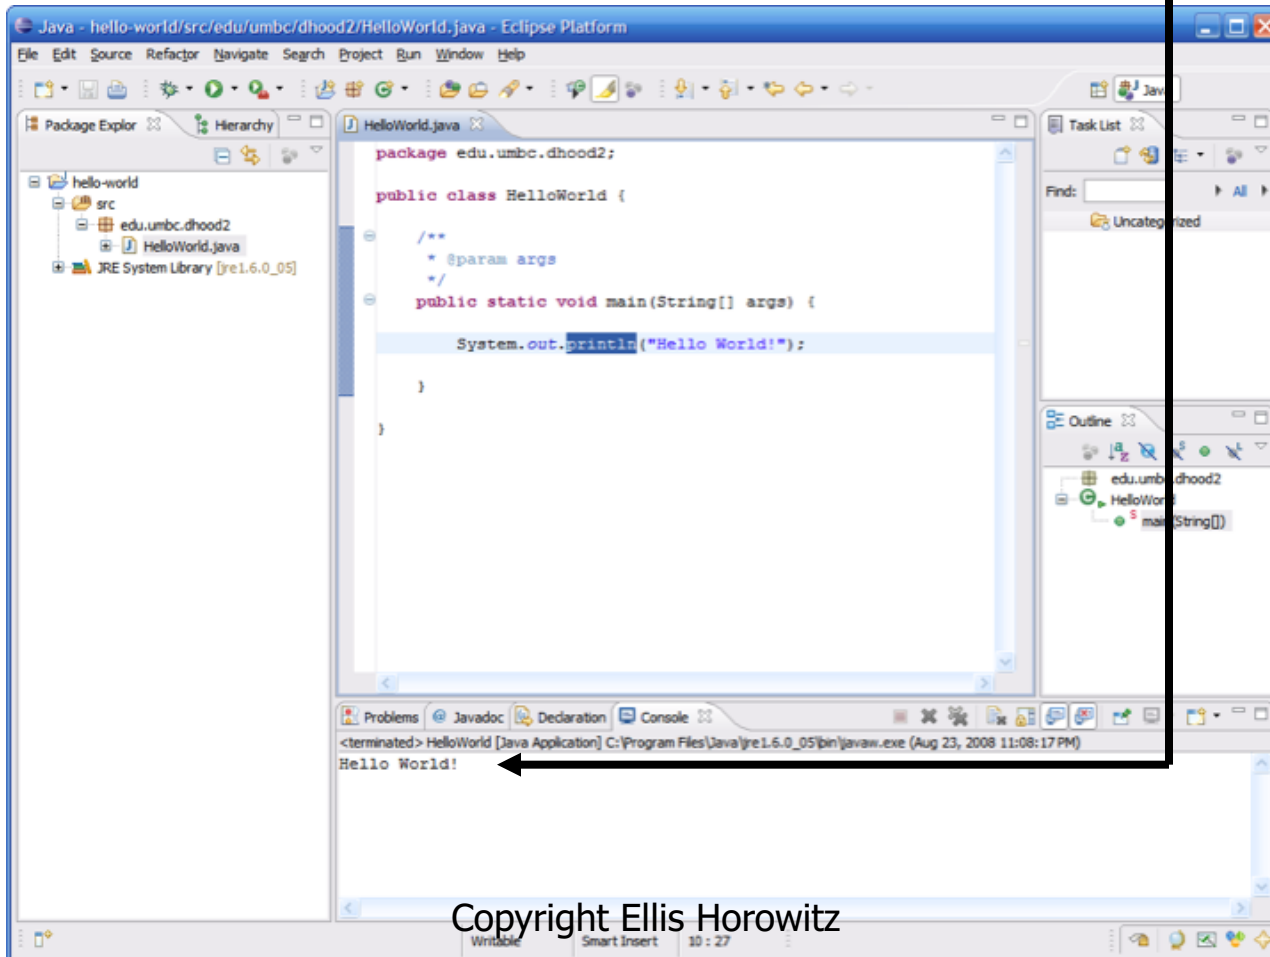 Java - hello-world/src/edu/umbc/dhood2/HelloWorld.java - Eclipse Platform
File Edit Source Refactor Navigate Search Project Run Window Help
Java
Package Explor Hierarchy
hello-world
src
edu.umbc.dhood2
HelloWorld.java
JRE System Library [jre1.6.0_05]
HelloWorld.java
package edu.umbc.dhood2;
public class HelloWorld {
/**
* @param args
*/
public static void main(String[] args) {
System.out.println("Hello World!");
}
}
Task List
Find: All
Uncategorized
Outline
edu.umbc.dhood2
HelloWorld
main(String[])
Problems Javadoc Declaration Console
<terminated> HelloWorld [Java Application] C:\Program Files\Java\jre1.6.0_05\bin\javaw.exe (Aug 23, 2008 11:08:17 PM)
Hello World!
Copyright Ellis Horowitz
Writable Smart Insert 10 : 27